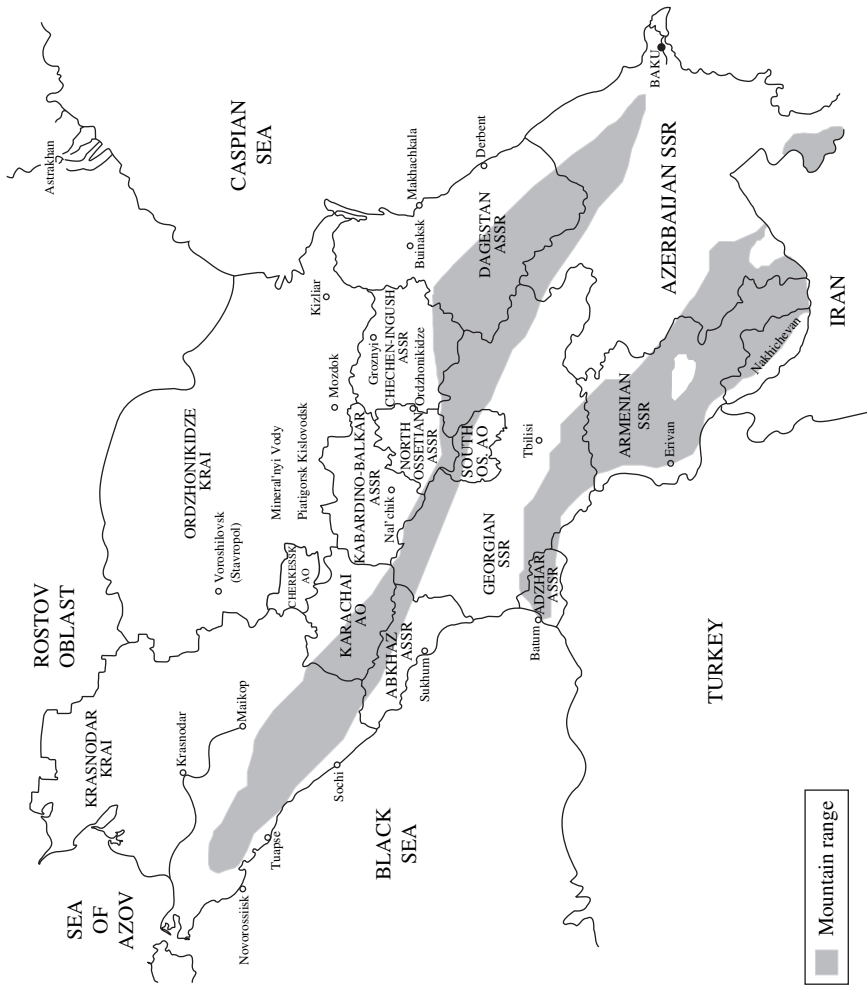 ROSTOV
OBLAST
SEA
OF
AZOV
KRASNODAR
KRAI
Krasnodar
Maikop
Novorossiisk
Tuapse
Sochi
BLACK
SEA
Astrakhan
CASPIAN
SEA
ORDZHONIKIDZE
KRAI
Voroshilovsk
(Stavropol)
Mineral'nyi Vody
Piatigorsk Kislovodsk
CHERKESSK
AO
KARACHAI
AO
KABARDINO-BALKAR
ASSR
Nal'chik
Mozdok
Kizliar
NORTH
OSSETIAN
ASSR
Groznyi
CHECHEN-INGUSH
ASSR
Ordzhonikidze
Buinaksk
Makhachkala
Derbent
DAGESTAN
ASSR
ABKHAZ
ASSR
Sukhum
GEORGIAN
SSR
SOUTH
OS. AO
Tbilisi
Batum
ADZHAR
ASSR
ARMENIAN
SSR
Erivan
AZERBAIJAN SSR
BAKU
Nakhichevan
TURKEY
IRAN
Mountain range